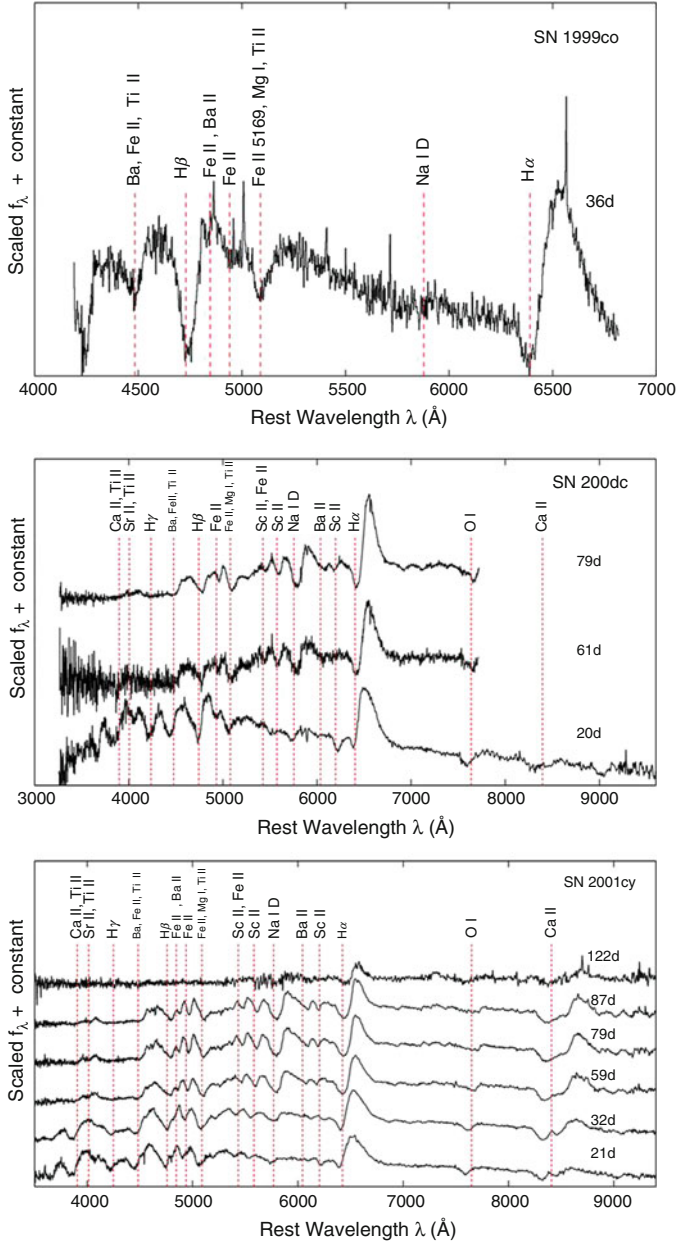 SN 1999co
Ba, Fe II, Ti II
Hβ
Fe II , Ba II
Fe II
Fe II 5169, Mg I, Ti II
Na I D
Hα
36d
Scaled fλ + constant
4000 4500 5000 5500 6000 6500 7000
Rest Wavelength λ (Å)
SN 200dc
Ca II, Ti II
Sr II, Ti II
Hγ
Ba, FeII, Ti II
Hβ
Fe II
Fe II, Mg I, Ti II
Sc II, Fe II
Sc II
Na I D
Ba II
Sc II
Hα
O I
Ca II
79d
61d
20d
Scaled fλ + constant
3000 4000 5000 6000 7000 8000 9000
Rest Wavelength λ (Å)
SN 2001cy
Ca II, Ti II
Sr II, Ti II
Hγ
Ba, Fe II, Ti II
Hβ
Fe II , Ba II
Fe II
Fe II, Mg I, Ti II
Sc II, Fe II
Sc II
Na I D
Ba II
Sc II
Hα
O I
Ca II
122d
87d
79d
59d
32d
21d
Scaled fλ + constant
4000 5000 6000 7000 8000 9000
Rest Wavelength λ (Å)